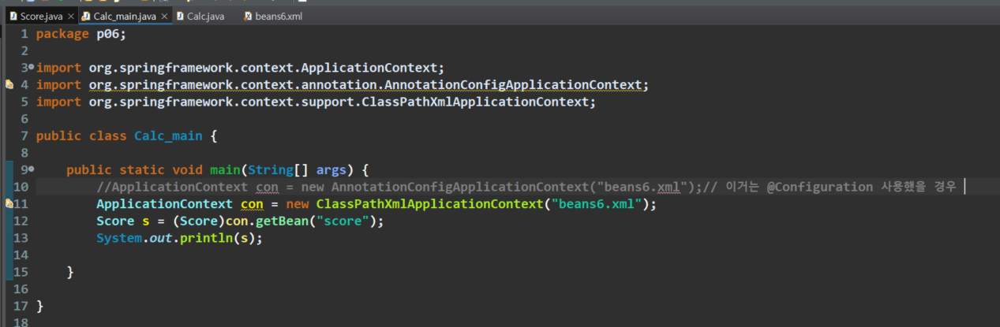 Score.java Calc_main.java Calc.java beans6.xml
1 package p06;
2
3 import org.springframework.context.ApplicationContext;
4 import org.springframework.context.annotation.AnnotationConfigApplicationContext;
5 import org.springframework.context.support.ClassPathXmlApplicationContext;
6
7 public class Calc_main {
8
9 public static void main(String[] args) {
10 //ApplicationContext con = new AnnotationConfigApplicationContext("beans6.xml");// 이거는 @Configuration 사용했을 경우
11 ApplicationContext con = new ClassPathXmlApplicationContext("beans6.xml");
12 Score s = (Score)con.getBean("score");
13 System.out.println(s);
14
15 }
16
17 }
18